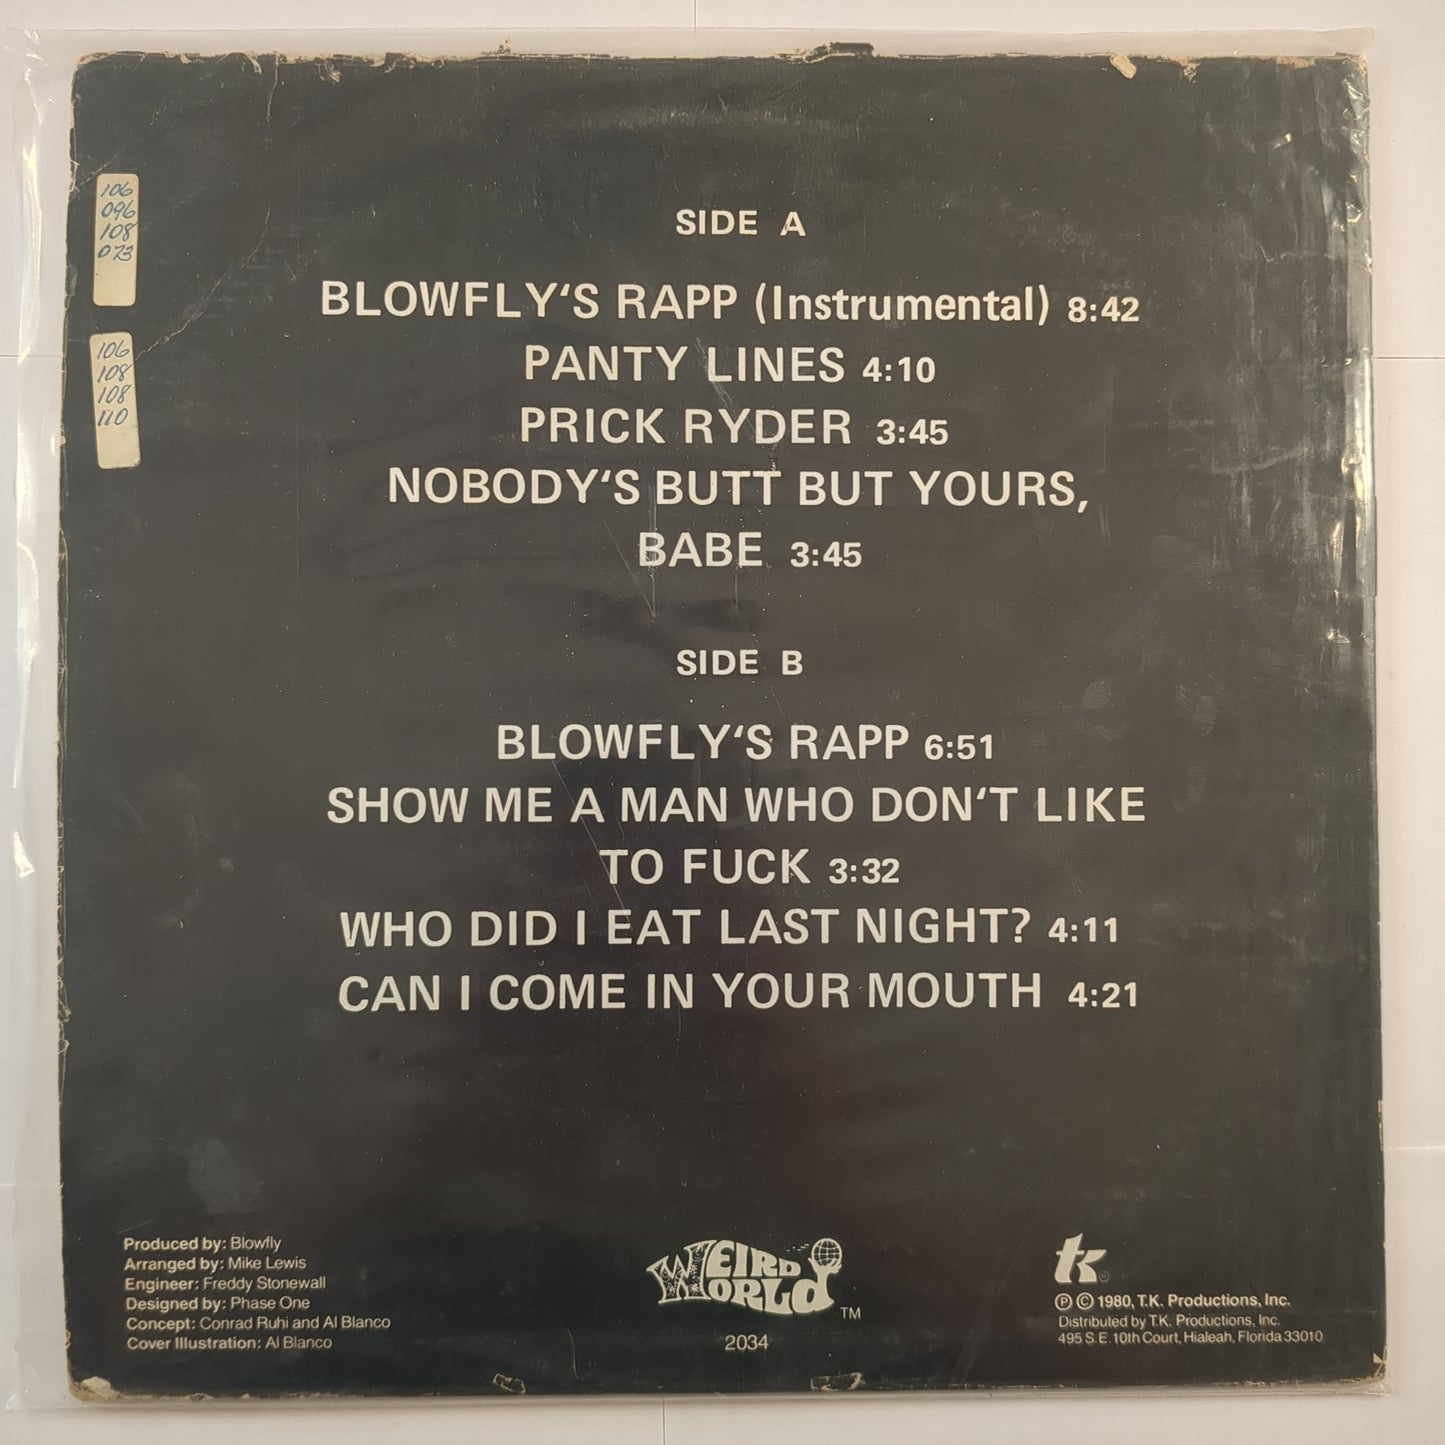 106
096
108
073
106
108
108
110
SIDE A
BLOWFLY'S RAPP (Instrumental) 8:42
PANTY LINES 4:10
PRICK RYDER 3:45
NOBODY'S BUTT BUT YOURS,
BABE 3:45
SIDE B
BLOWFLY'S RAPP 6:51
SHOW ME A MAN WHO DON'T LIKE
TO FUCK 3:32
WHO DID I EAT LAST NIGHT? 4:11
CAN I COME IN YOUR MOUTH 4:21
Produced by: Blowfly
Arranged by: Mike Lewis
Engineer: Freddy Stonewall
Designed by: Phase One
Concept: Conrad Ruhi and Al Blanco
Cover Illustration: Al Blanco
WEIRD
WORLD TM
2034
tk ®
Ⓟ © 1980, T.K. Productions, Inc.
Distributed by T.K. Productions, Inc.
495 S.E. 10th Court, Hialeah, Florida 33010